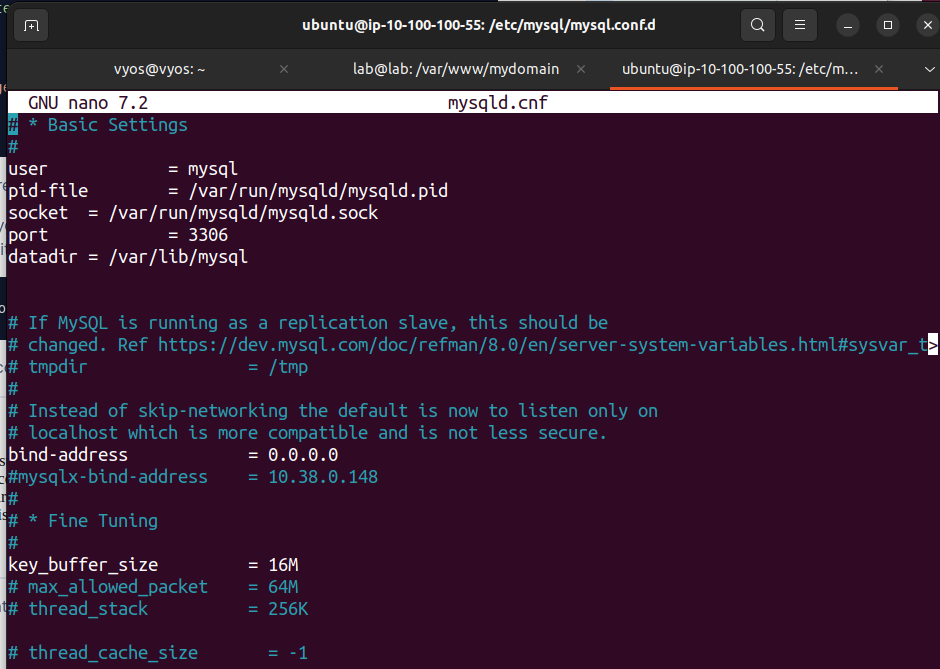 ubuntu@ip-10-100-100-55: /etc/mysql/mysql.conf.d
vyos@vyos: ~
lab@lab: /var/www/mydomain
ubuntu@ip-10-100-100-55: /etc/m...
GNU nano 7.2 mysqld.cnf
# * Basic Settings
#
user = mysql
pid-file = /var/run/mysqld/mysqld.pid
socket = /var/run/mysqld/mysqld.sock
port = 3306
datadir = /var/lib/mysql
# If MySQL is running as a replication slave, this should be
# changed. Ref https://dev.mysql.com/doc/refman/8.0/en/server-system-variables.html#sysvar_t>
# tmpdir = /tmp
#
# Instead of skip-networking the default is now to listen only on
# localhost which is more compatible and is not less secure.
bind-address = 0.0.0.0
#mysqlx-bind-address = 10.38.0.148
#
# * Fine Tuning
#
key_buffer_size = 16M
# max_allowed_packet = 64M
# thread_stack = 256K
# thread_cache_size = -1